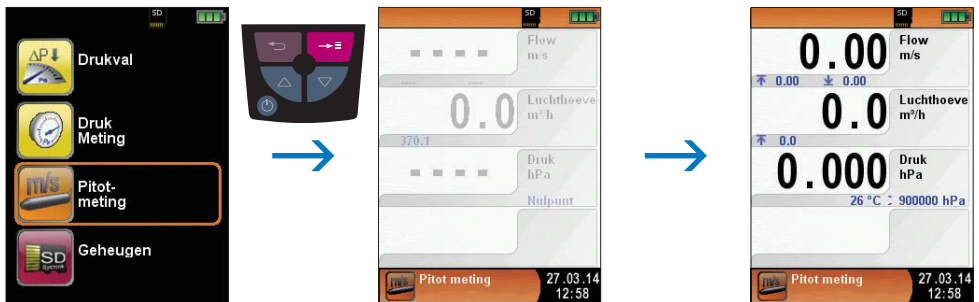 SD
ΔP↓
Pa
Drukval
Druk
Meting
m/s
Pitot-
meting
SD
Geheugen
SD
- - - -
Flow
m/s
---- ----
0.0
Luchthoeve
m³/h
370.1
- - - -
Druk
hPa
Nulpunt
m/s
Pitot meting
27.03.14
12:58
SD
0.00
Flow
m/s
0.00 0.00
0.0
Luchthoeve
m³/h
0.0
0.000
Druk
hPa
26 °C : 900000 hPa
m/s
Pitot meting
27.03.14
12:58